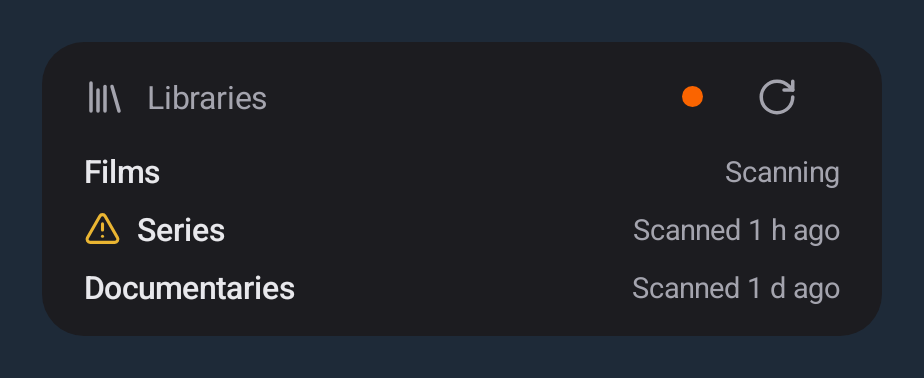 Libraries
Films Scanning
Series Scanned 1 h ago
Documentaries Scanned 1 d ago